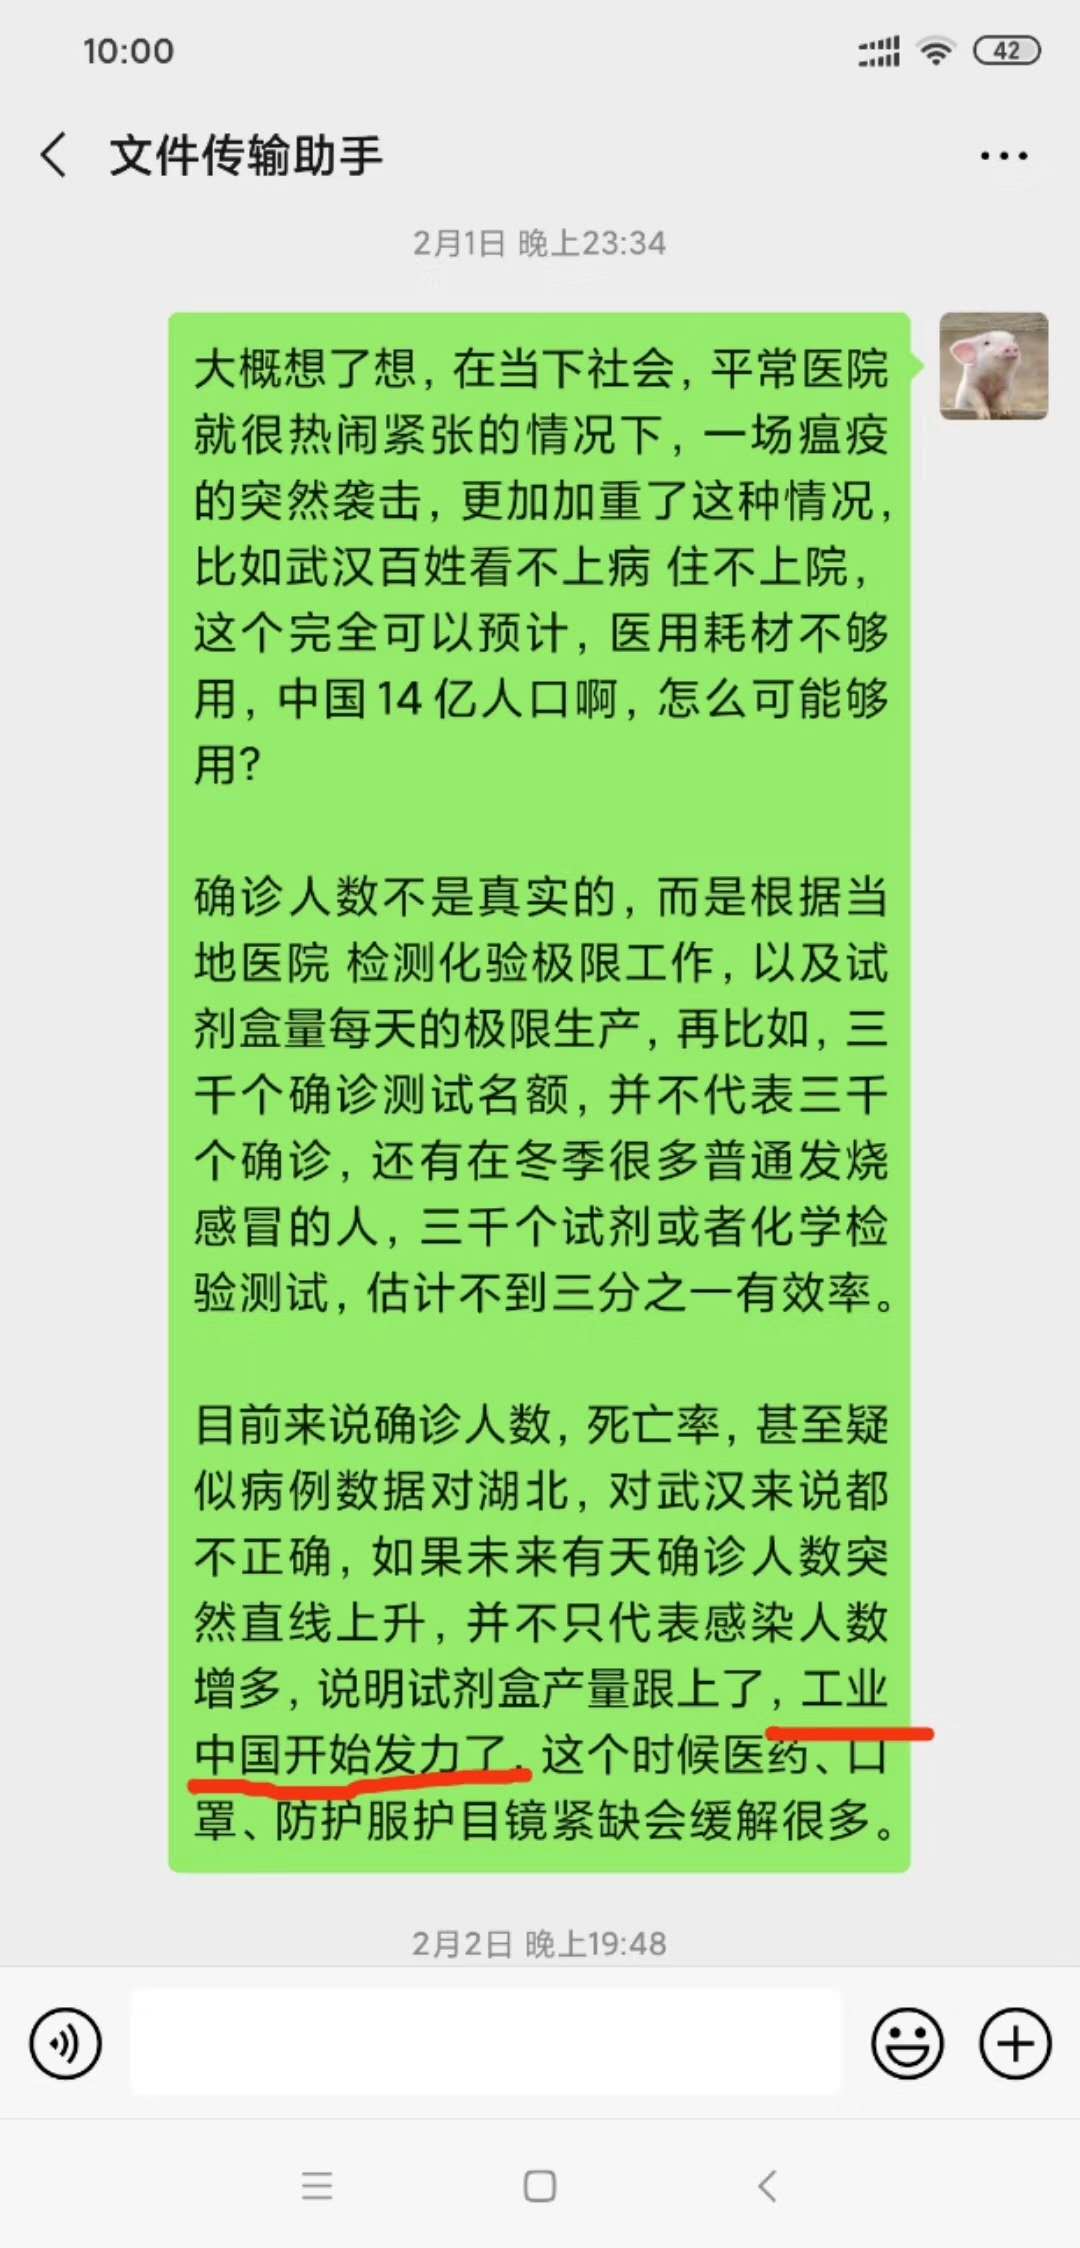 10:00
42
文件传输助手
2月1日 晚上23:34
大概想了想，在当下社会，平常医院
就很热闹紧张的情况下，一场瘟疫
的突然袭击，更加加重了这种情况，
比如武汉百姓看不上病 住不上院，
这个完全可以预计，医用耗材不够
用，中国14亿人口啊，怎么可能够
用？
确诊人数不是真实的，而是根据当
地医院 检测化验极限工作，以及试
剂盒量每天的极限生产，再比如，三
千个确诊测试名额，并不代表三千
个确诊，还有在冬季很多普通发烧
感冒的人，三千个试剂或者化学检
验测试，估计不到三分之一有效率。
目前来说确诊人数，死亡率，甚至疑
似病例数据对湖北，对武汉来说都
不正确，如果未来有天确诊人数突
然直线上升，并不只代表感染人数
增多，说明试剂盒产量跟上了，工业
中国开始发力了，这个时候医药、口
罩、防护服护目镜紧缺会缓解很多。
2月2日 晚上19:48